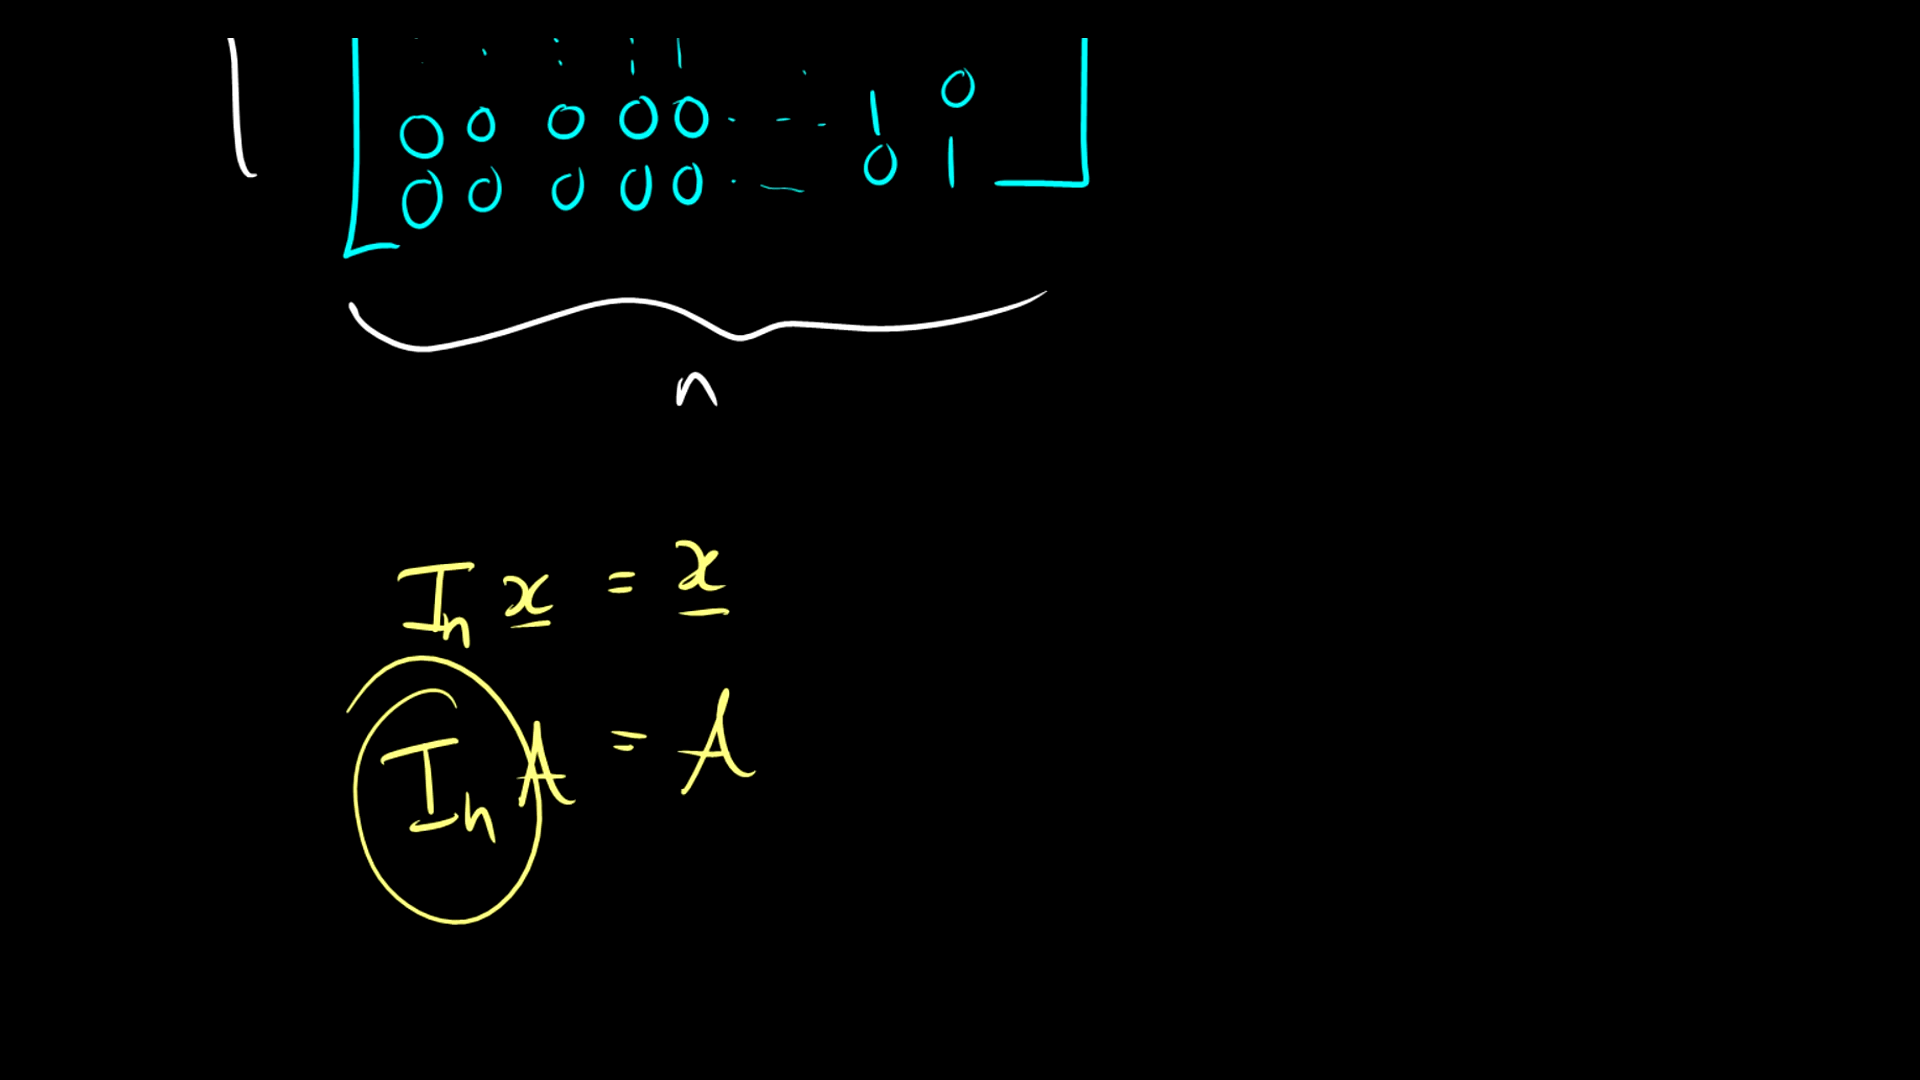 0 0 0 0 0 . - - 1 0
0 0 0 0 0 . — 0 1
n
Iₙ x = x
Iₙ A = A